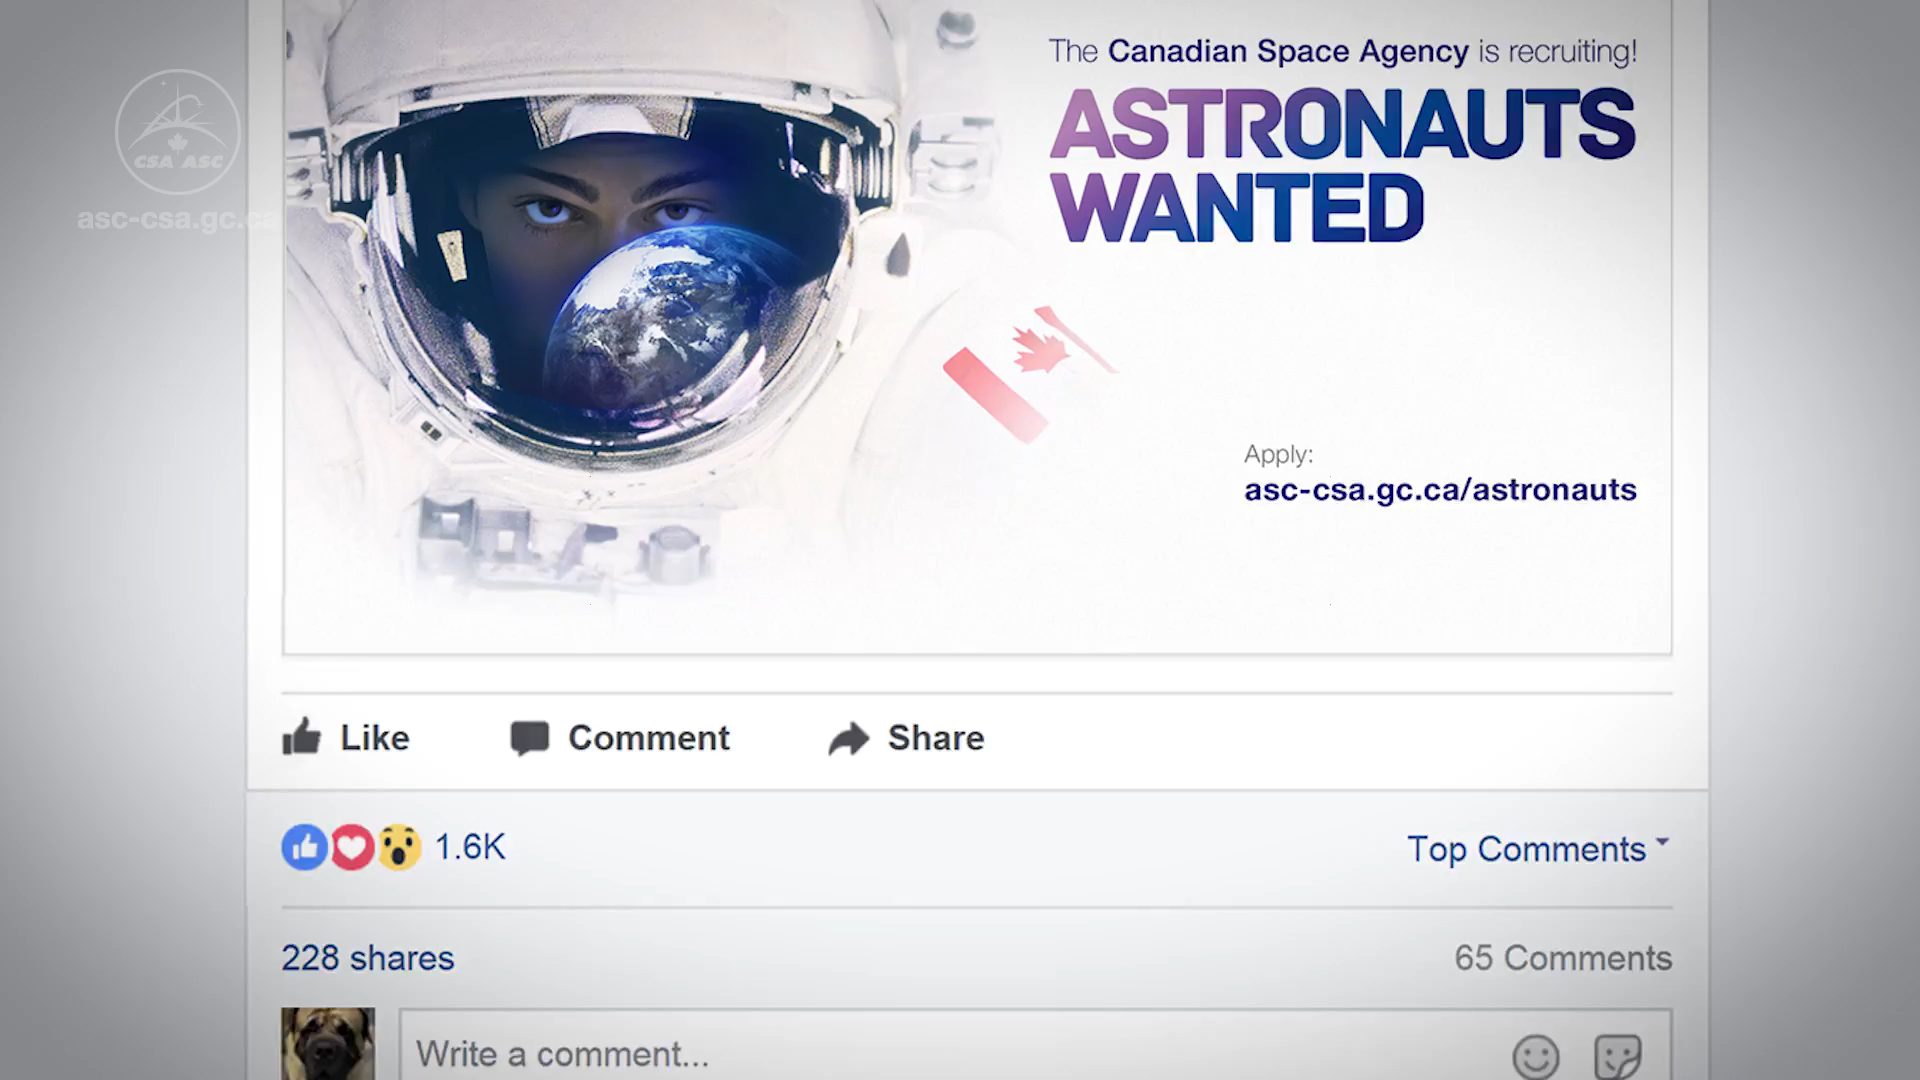 The Canadian Space Agency is recruiting!
ASTRONAUTS
WANTED
CSA ASC
asc-csa.gc.ca
Apply:
asc-csa.gc.ca/astronauts
Like
Comment
Share
1.6K
Top Comments
228 shares
65 Comments
Write a comment...